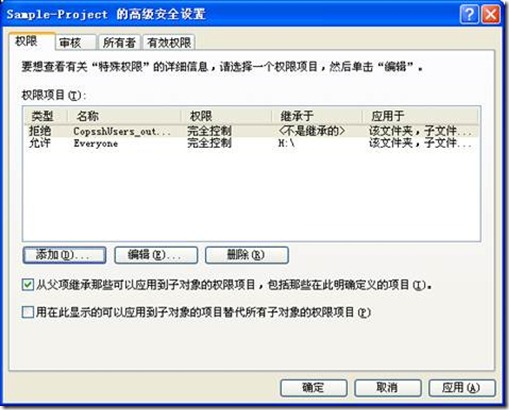 Sample-Project 的高级安全设置
权限 审核 所有者 有效权限
要想查看有关“特殊权限”的详细信息，请选择一个权限项目，然后单击“编辑”。
权限项目(T):
类型 名称 权限 继承于 应用于
拒绝 CopsshUsers_out... 完全控制 <不是继承的> 该文件夹，子文件...
允许 Everyone 完全控制 M:\ 该文件夹，子文件...
添加(D)... 编辑(E)... 删除(R)
从父项继承那些可以应用到子对象的权限项目，包括那些在此明确定义的项目(I)。
用在此显示的可以应用到子对象的项目替代所有子对象的权限项目(P)
确定 取消 应用(A)